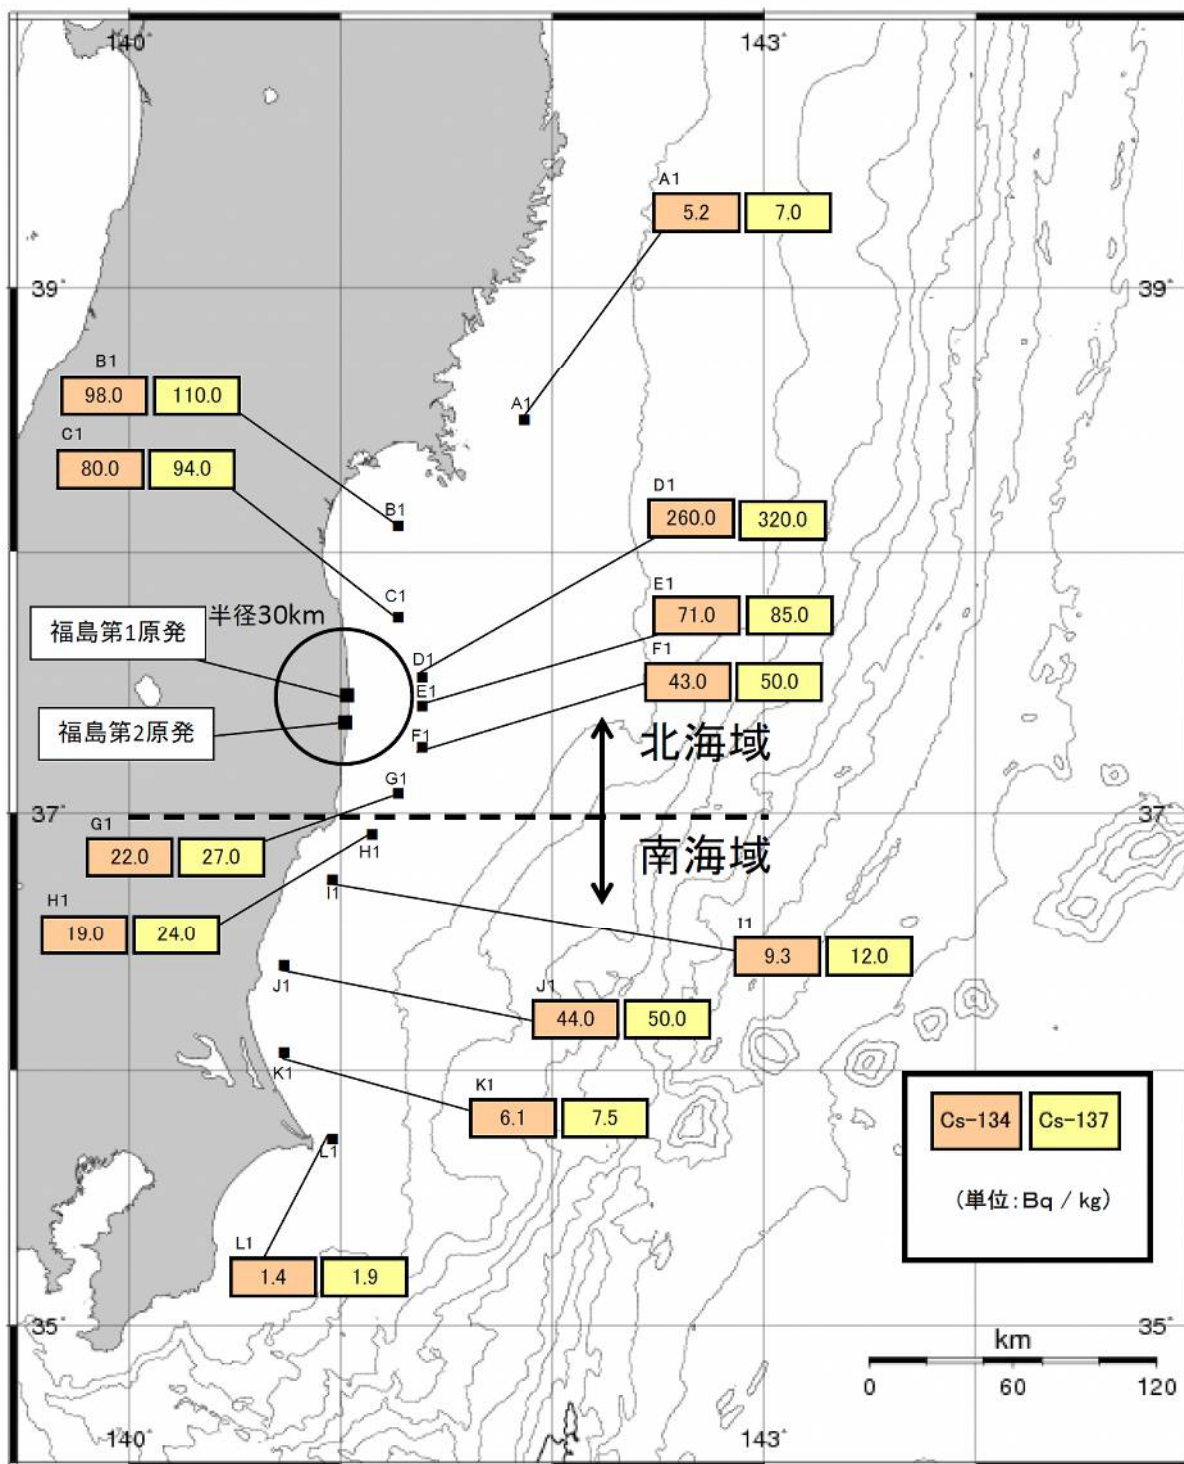 140°
143°
A1
5.2
7.0
39°
39°
B1
98.0
110.0
A1
C1
80.0
94.0
D1
260.0
320.0
B1
E1
71.0
85.0
C1
福島第1原発
半径30km
F1
43.0
50.0
D1
E1
福島第2原発
F1
北海域
G1
37°
37°
G1
22.0
27.0
H1
南海域
I1
H1
19.0
24.0
I1
9.3
12.0
J1
J1
44.0
50.0
K1
K1
6.1
7.5
Cs-134
Cs-137
L1
(単位:Bq / kg)
L1
1.4
1.9
35°
35°
km
0
60
120
140°
143°